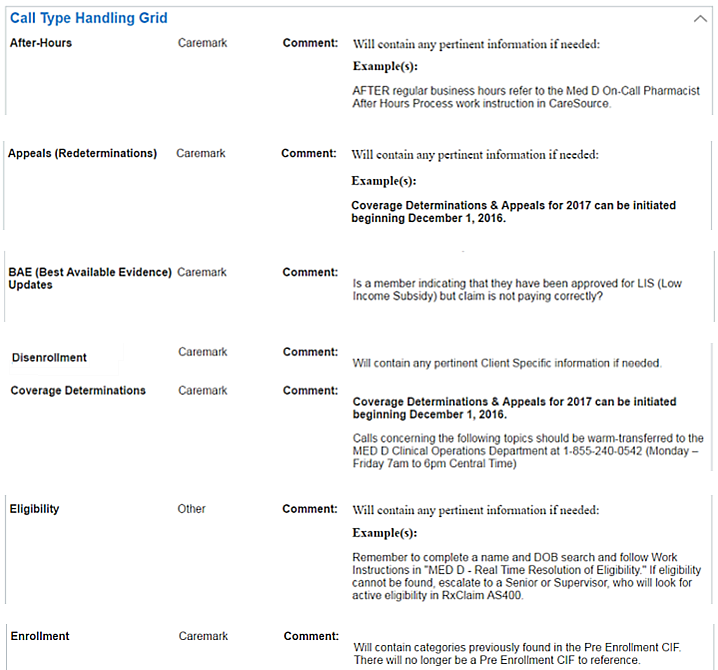 Call Type Handling Grid
After-Hours Caremark Comment: Will contain any pertinent information if needed:
Example(s):
AFTER regular business hours refer to the Med D On-Call Pharmacist
After Hours Process work instruction in CareSource.
Appeals (Redeterminations) Caremark Comment: Will contain any pertinent information if needed:
Example(s):
Coverage Determinations & Appeals for 2017 can be initiated
beginning December 1, 2016.
BAE (Best Available Evidence) Caremark Comment:
Updates
Is a member indicating that they have been approved for LIS (Low
Income Subsidy) but claim is not paying correctly?
Disenrollment Caremark Comment:
Will contain any pertinent Client Specific information if needed.
Coverage Determinations Caremark Comment:
Coverage Determinations & Appeals for 2017 can be initiated
beginning December 1, 2016.
Calls concerning the following topics should be warm-transferred to the
MED D Clinical Operations Department at 1-855-240-0542 (Monday –
Friday 7am to 6pm Central Time)
Eligibility Other Comment: Will contain any pertinent information if needed:
Example(s):
Remember to complete a name and DOB search and follow Work
Instructions in "MED D - Real Time Resolution of Eligibility." If eligibility
cannot be found, escalate to a Senior or Supervisor, who will look for
active eligibility in RxClaim AS400.
Enrollment Caremark Comment:
Will contain categories previously found in the Pre Enrollment CIF.
There will no longer be a Pre Enrollment CIF to reference.